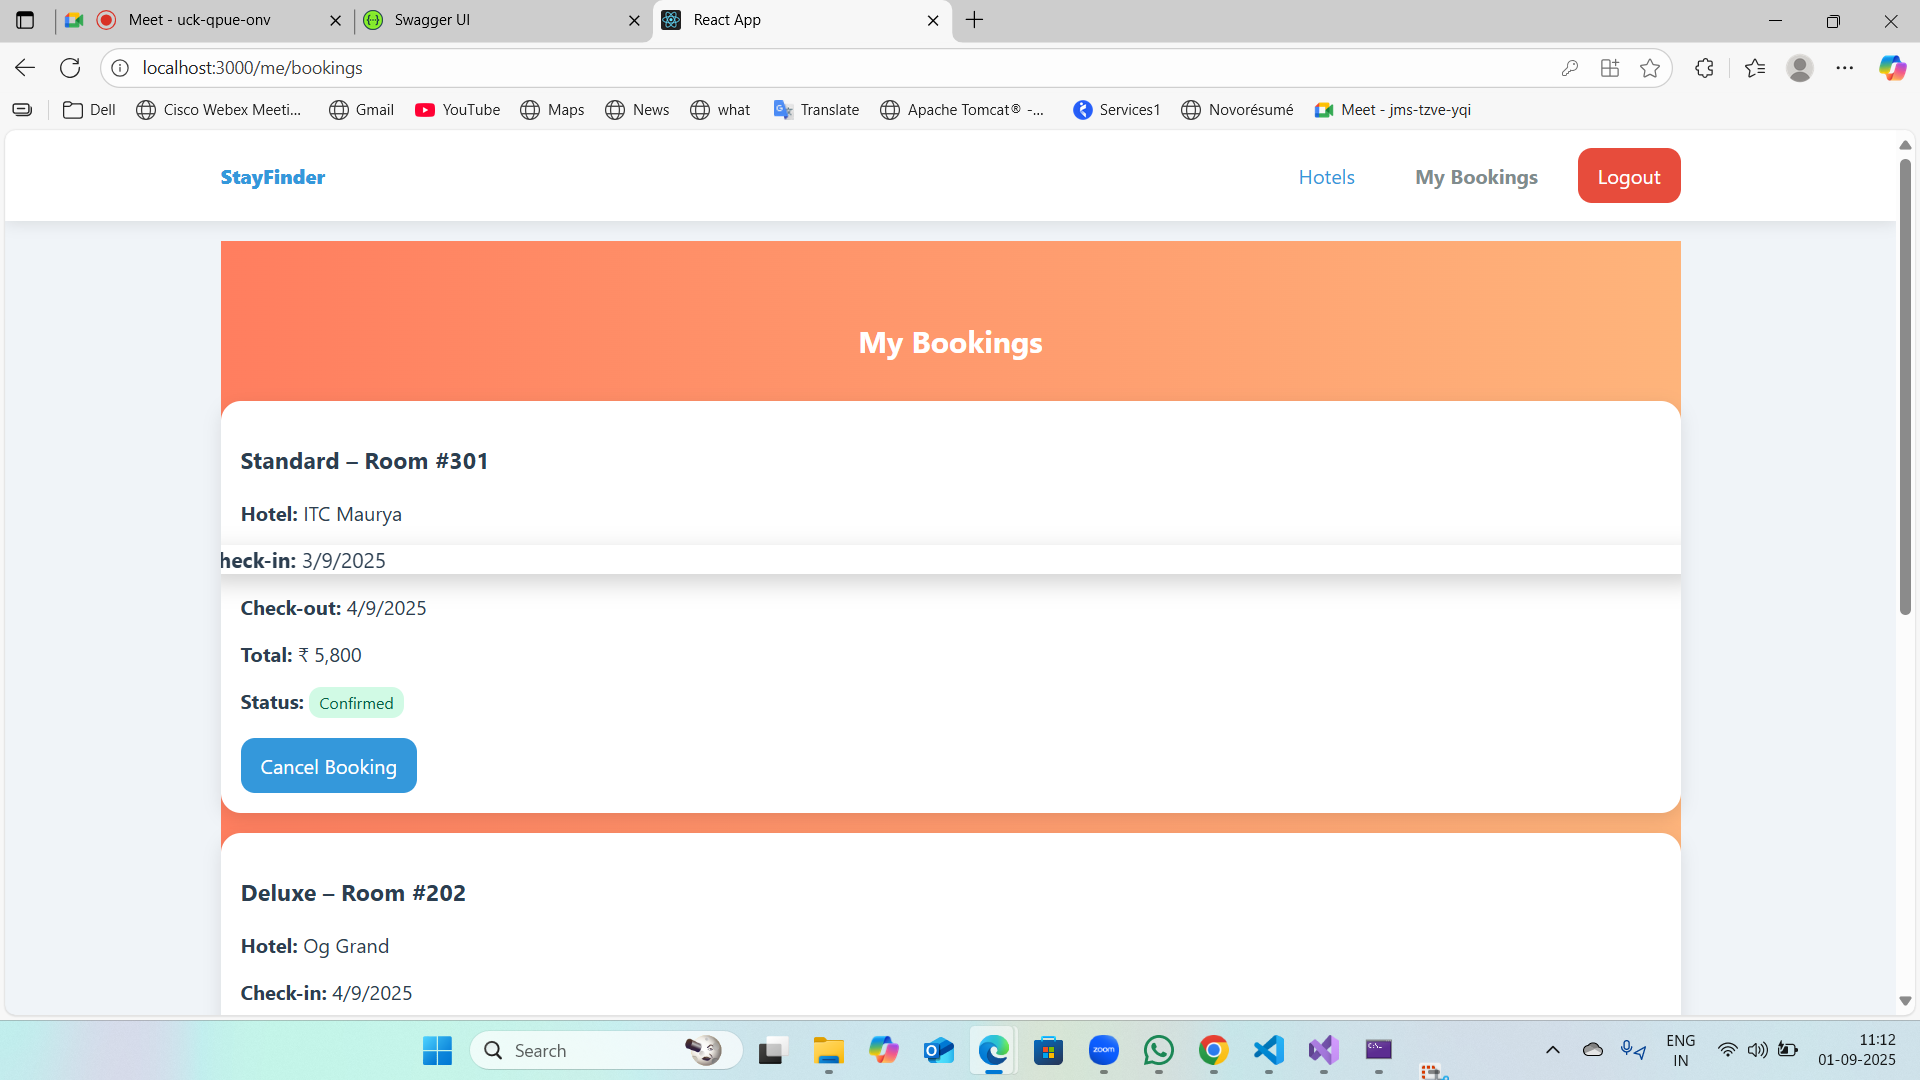 Meet - uck-qpue-onv
Swagger UI
React App
localhost:3000/me/bookings
Dell
Cisco Webex Meeti...
Gmail
YouTube
Maps
News
what
Translate
Apache Tomcat® -...
Services1
Novorésumé
Meet - jms-tzve-yqi
StayFinder
Hotels
My Bookings
Logout
My Bookings
Standard – Room #301
Hotel: ITC Maurya
heck-in: 3/9/2025
Check-out: 4/9/2025
Total: ₹ 5,800
Status: Confirmed
Cancel Booking
Deluxe – Room #202
Hotel: Og Grand
Check-in: 4/9/2025
Search
zoom
ENG
IN
11:12
01-09-2025